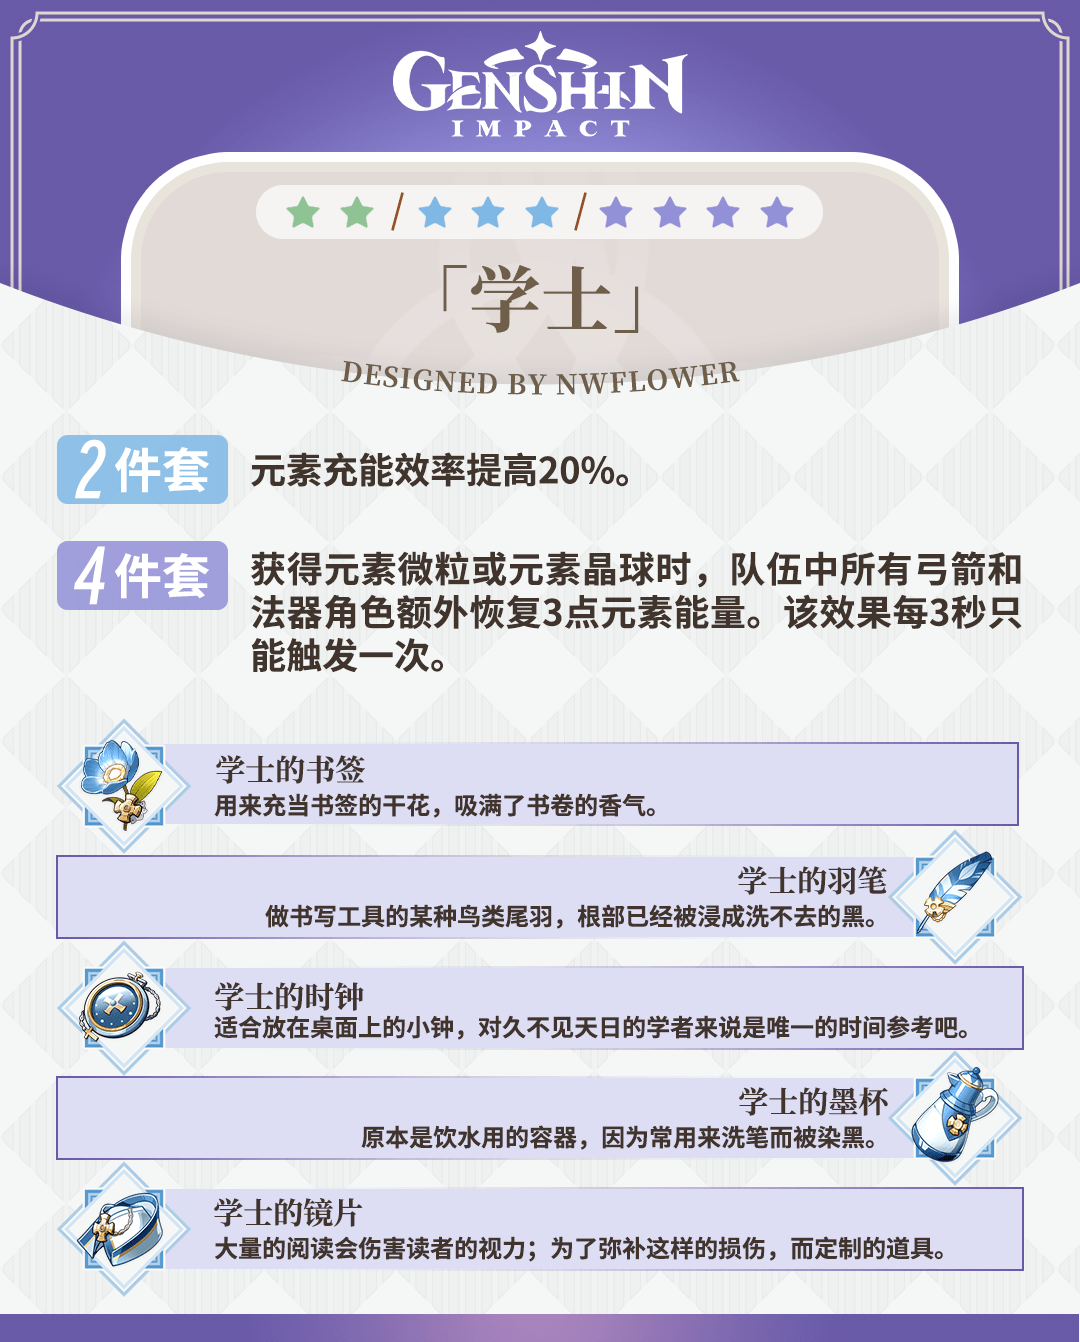 GENSHIN
IMPACT
「学士」
DESIGNED BY NWFLOWER
2件套
元素充能效率提高20%。
4件套
获得元素微粒或元素晶球时，队伍中所有弓箭和
法器角色额外恢复3点元素能量。该效果每3秒只
能触发一次。
学士的书签
用来充当书签的干花，吸满了书卷的香气。
学士的羽笔
做书写工具的某种鸟类尾羽，根部已经被浸成洗不去的黑。
学士的时钟
适合放在桌面上的小钟，对久不见天日的学者来说是唯一的时间参考吧。
学士的墨杯
原本是饮水用的容器，因为常用来洗笔而被染黑。
学士的镜片
大量的阅读会伤害读者的视力；为了弥补这样的损伤，而定制的道具。